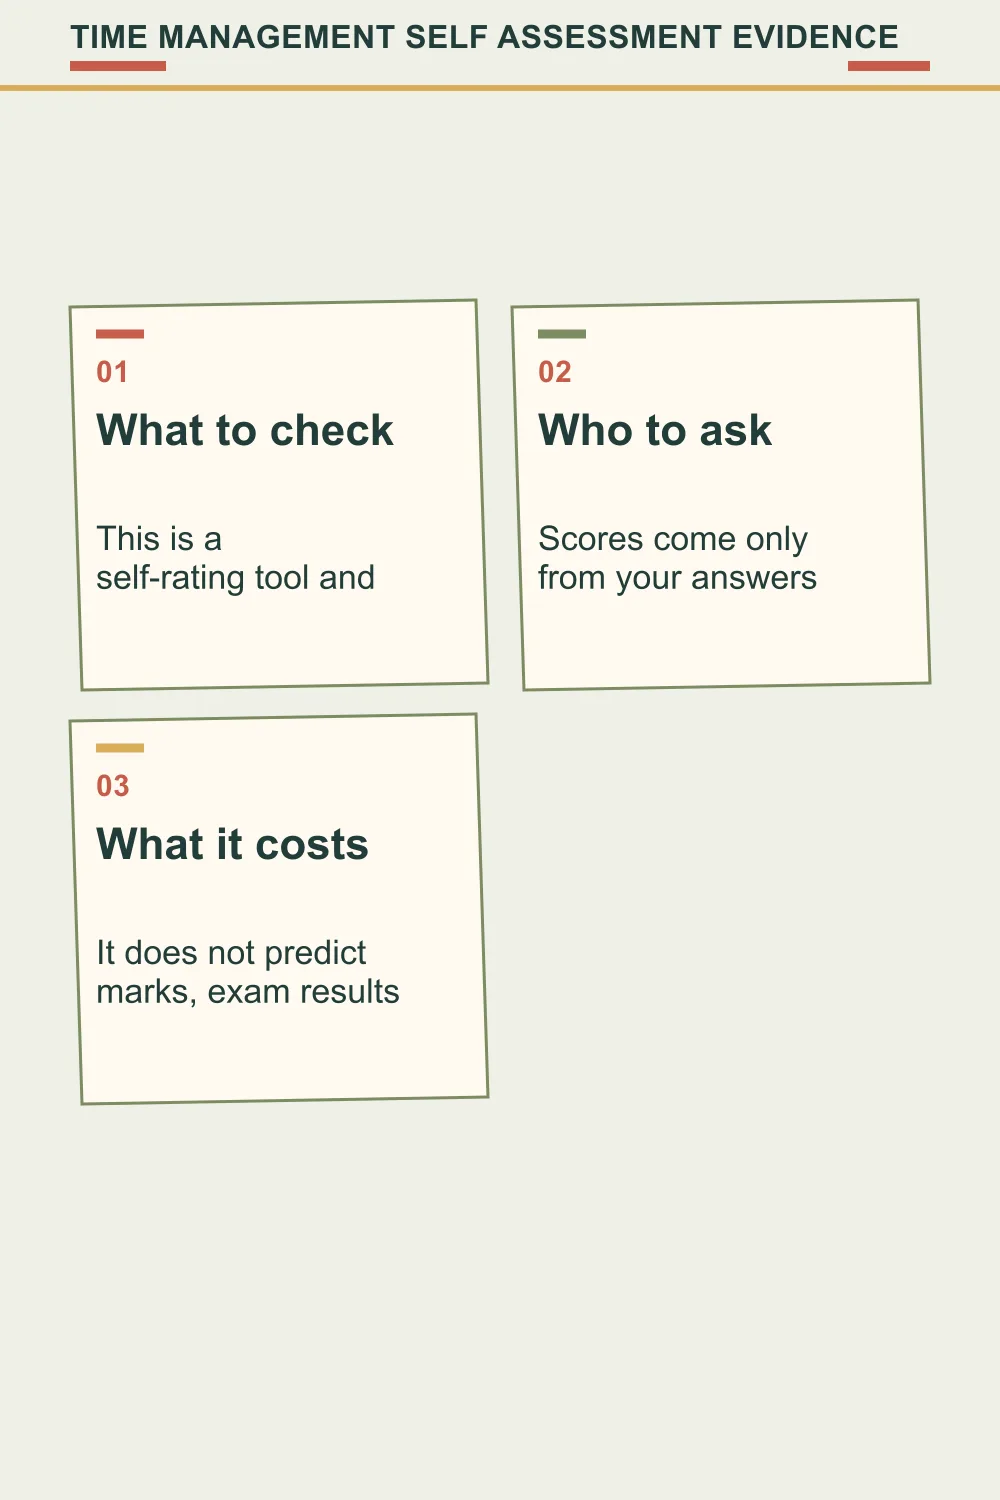 TIME MANAGEMENT SELF ASSESSMENT EVIDENCE
01
What to check
This is a
self-rating tool and
02
Who to ask
Scores come only
from your answers
03
What it costs
It does not predict
marks, exam results